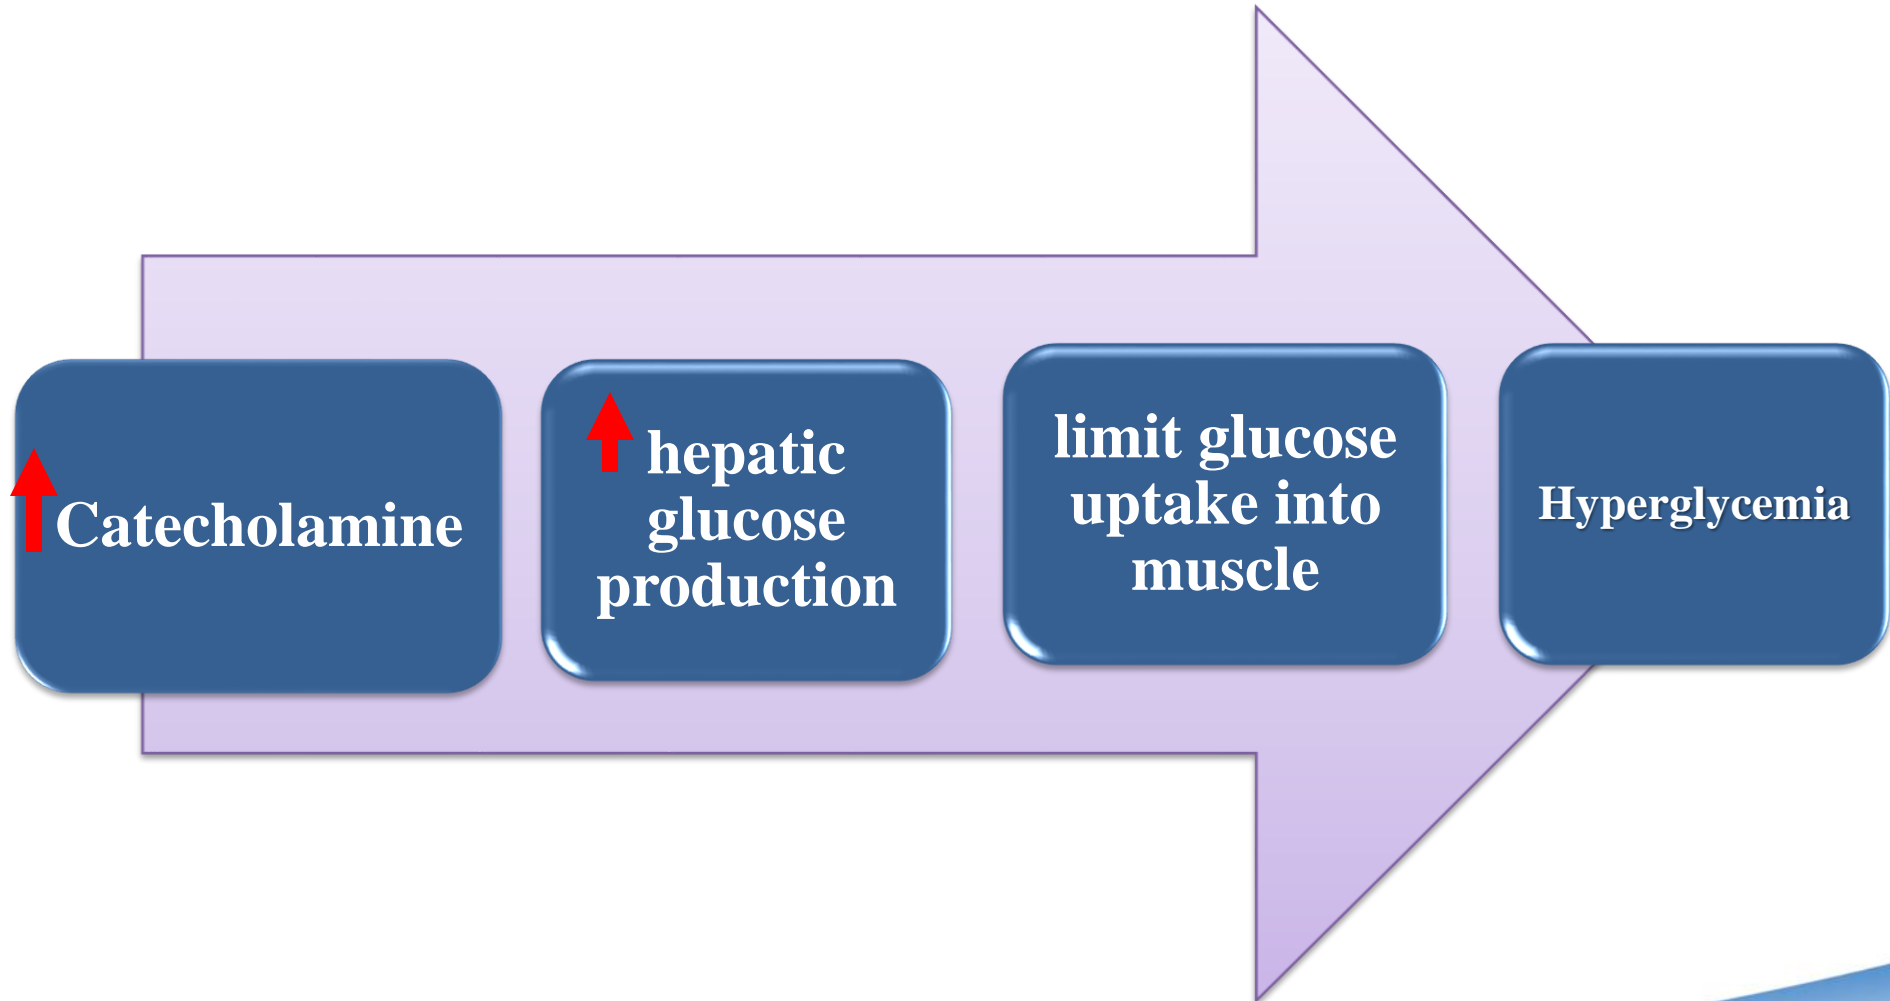 Catecholamine
hepatic
glucose
production
limit glucose
uptake into
muscle
Hyperglycemia